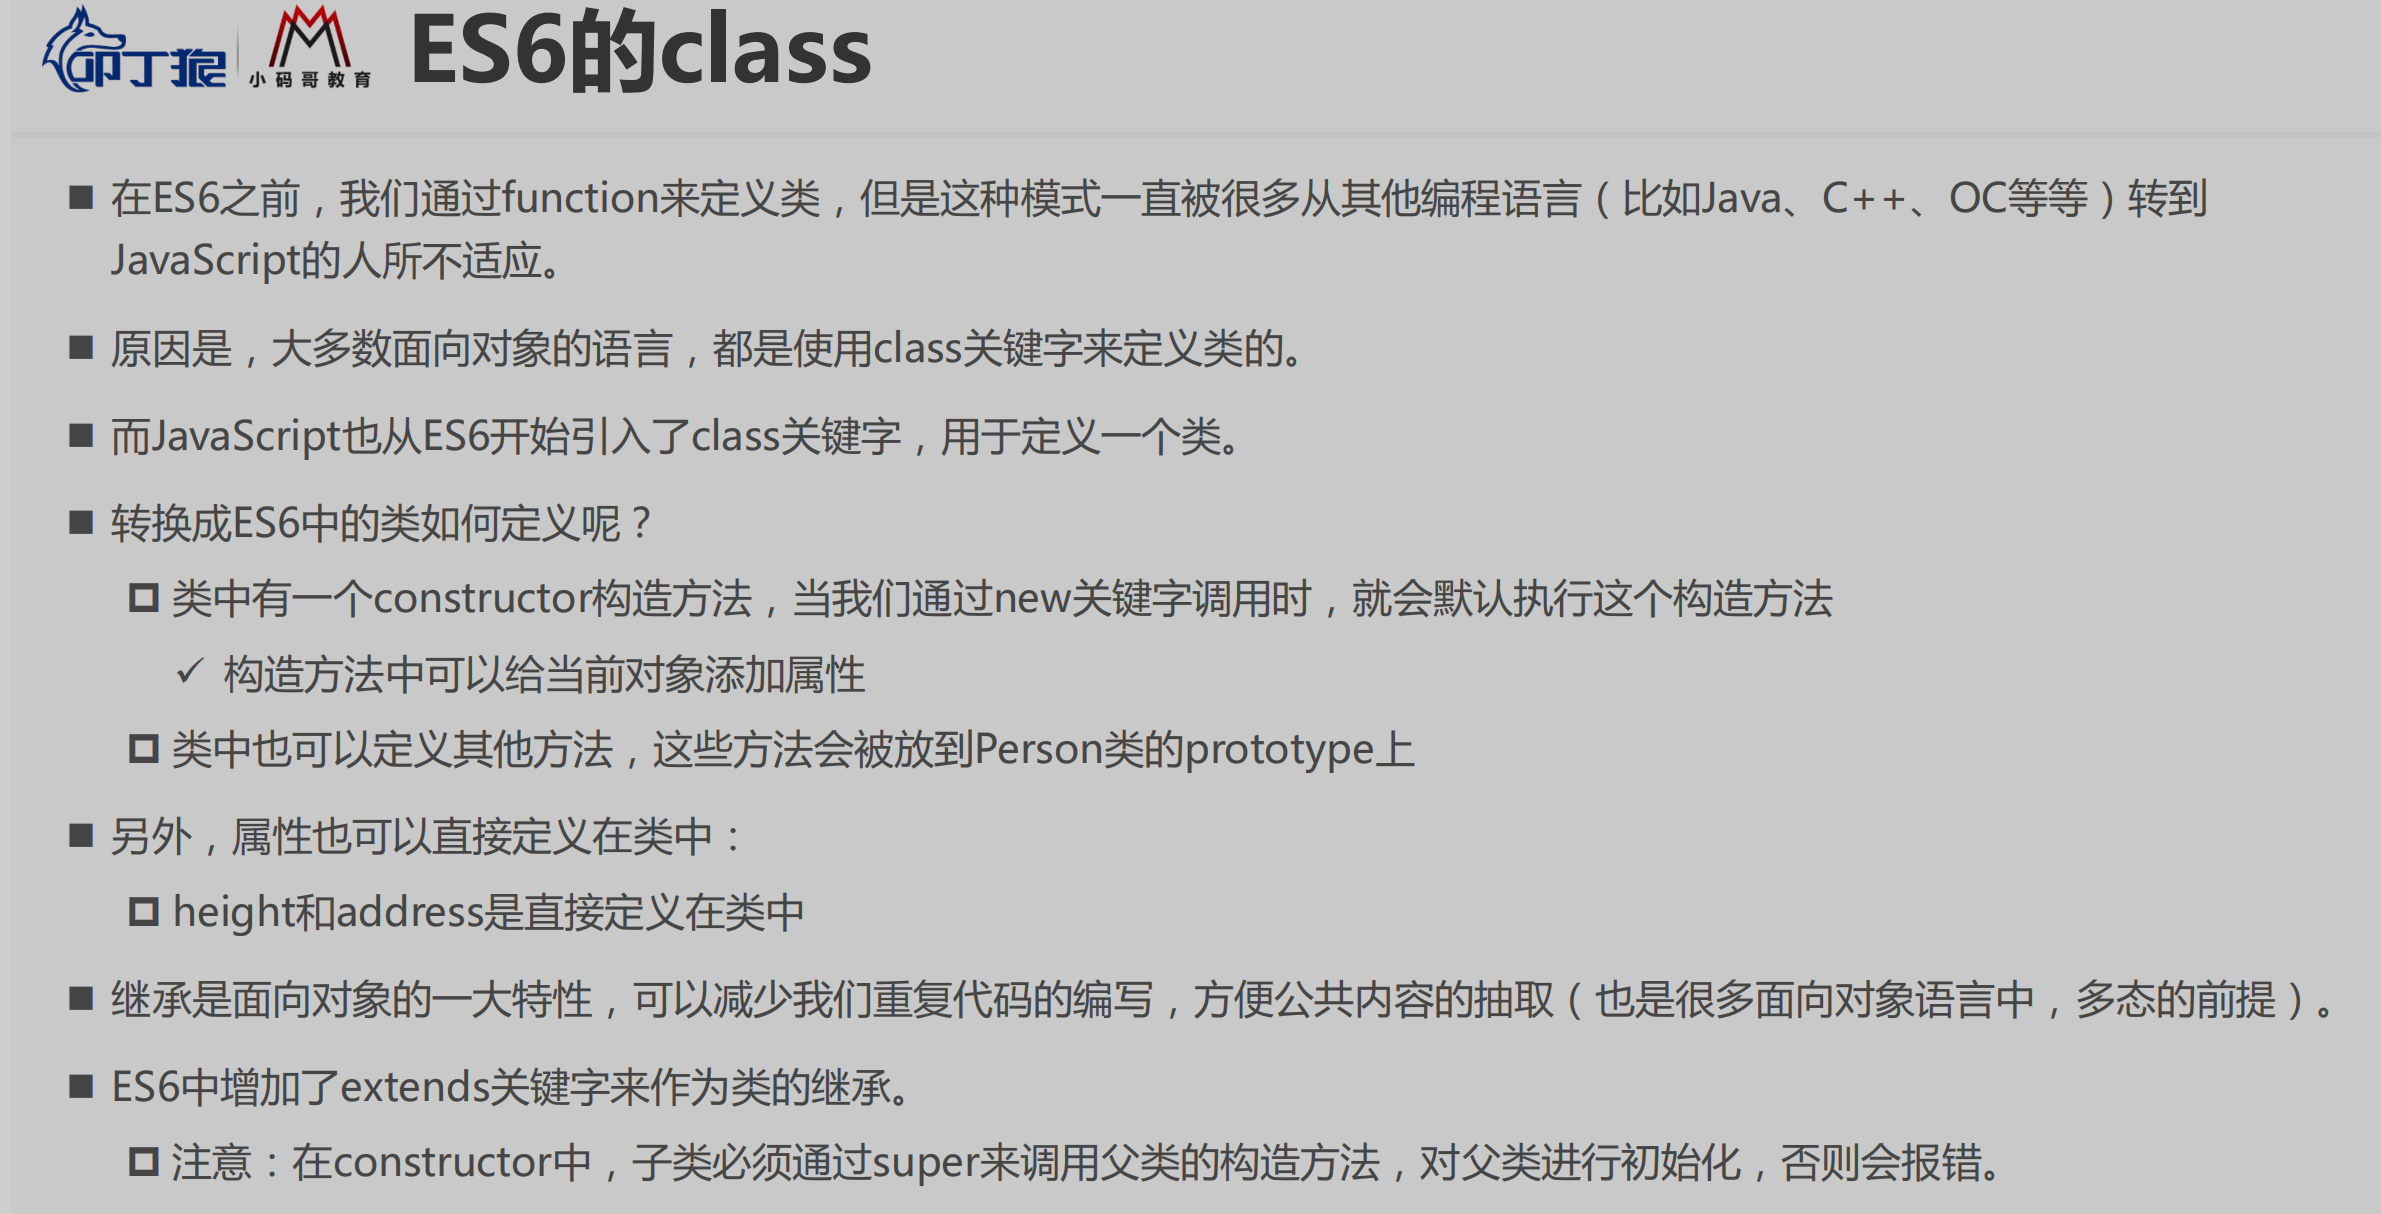 叩丁狼
小码哥教育
ES6的class
■ 在ES6之前，我们通过function来定义类，但是这种模式一直被很多从其他编程语言（比如Java、C++、OC等等）转到
JavaScript的人所不适应。
■ 原因是，大多数面向对象的语言，都是使用class关键字来定义类的。
■ 而JavaScript也从ES6开始引入了class关键字，用于定义一个类。
■ 转换成ES6中的类如何定义呢？
□ 类中有一个constructor构造方法，当我们通过new关键字调用时，就会默认执行这个构造方法
✓ 构造方法中可以给当前对象添加属性
□ 类中也可以定义其他方法，这些方法会被放到Person类的prototype上
■ 另外，属性也可以直接定义在类中：
□ height和address是直接定义在类中
■ 继承是面向对象的一大特性，可以减少我们重复代码的编写，方便公共内容的抽取（也是很多面向对象语言中，多态的前提）。
■ ES6中增加了extends关键字来作为类的继承。
□ 注意：在constructor中，子类必须通过super来调用父类的构造方法，对父类进行初始化，否则会报错。